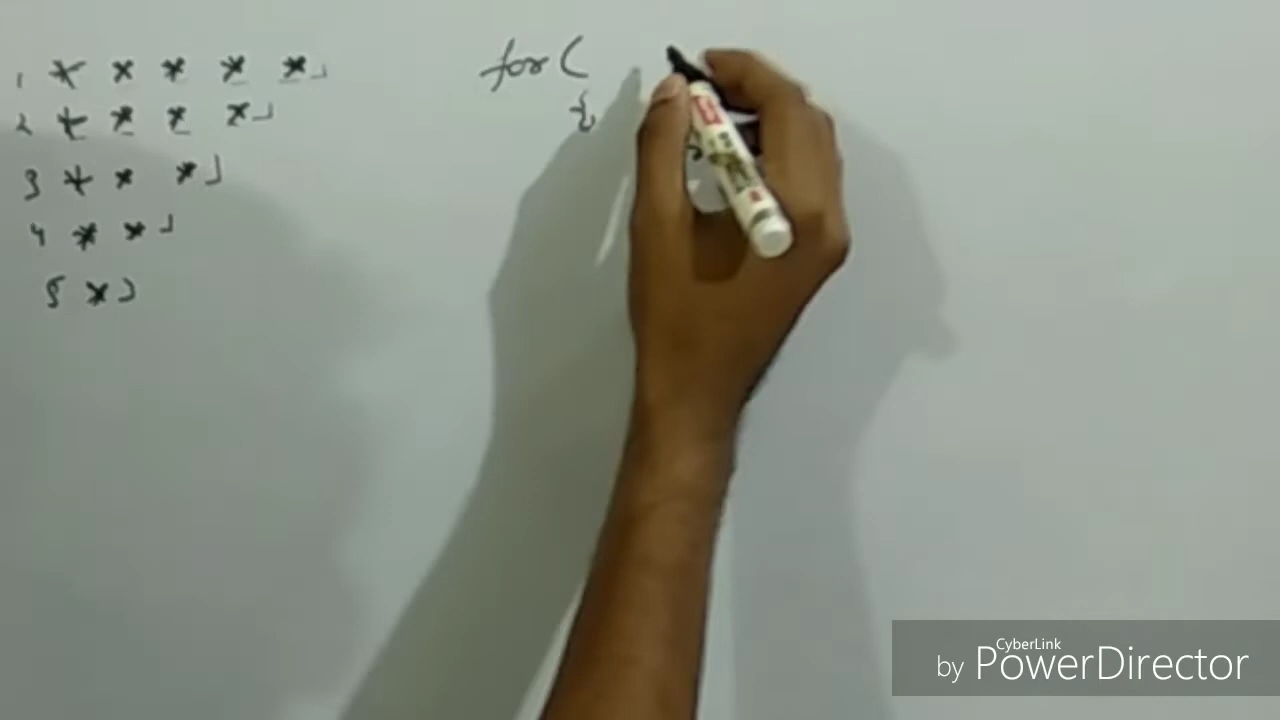 1 * * * * * ┘
2 * * * * ┘
3 * * * ┘
4 * * ┘
5 * ┘
for (
{
CyberLink
by PowerDirector